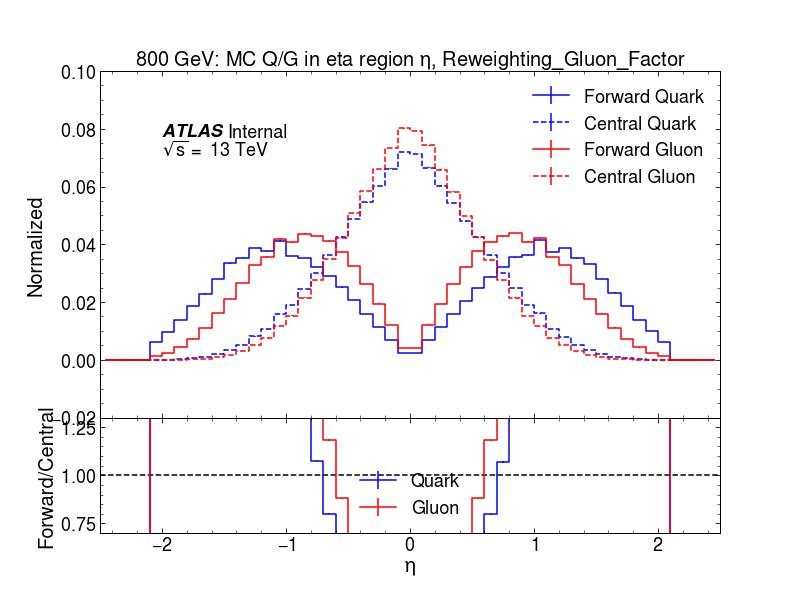 800 GeV: MC Q/G in eta region η, Reweighting_Gluon_Factor
0.10
0.08
0.06
0.04
0.02
0.00
0.02
Normalized
ATLAS Internal
√s = 13 TeV
Forward Quark
Central Quark
Forward Gluon
Central Gluon
1.25
1.00
0.75
Forward/Central
Quark
Gluon
−2
−1
0
1
2
η